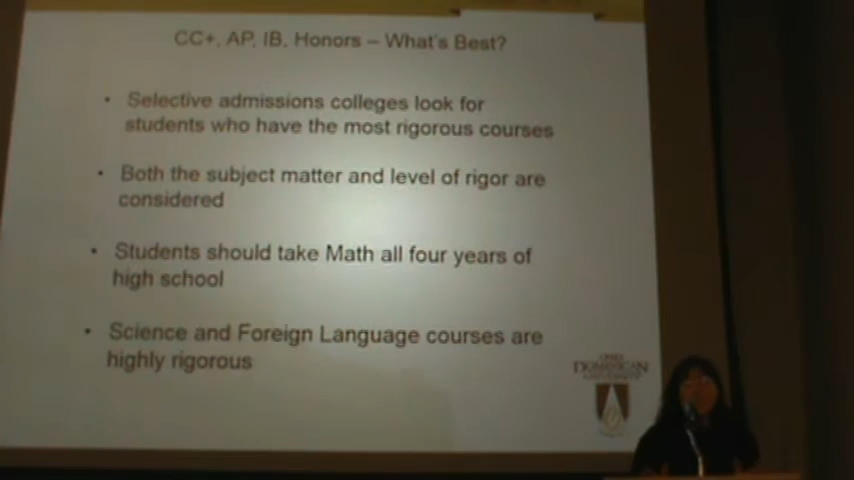 CC+, AP, IB, Honors – What's Best?
• Selective admissions colleges look for
students who have the most rigorous courses
• Both the subject matter and level of rigor are
considered
• Students should take Math all four years of
high school
• Science and Foreign Language courses are
highly rigorous
OHIO
DOMINICAN
UNIVERSITY